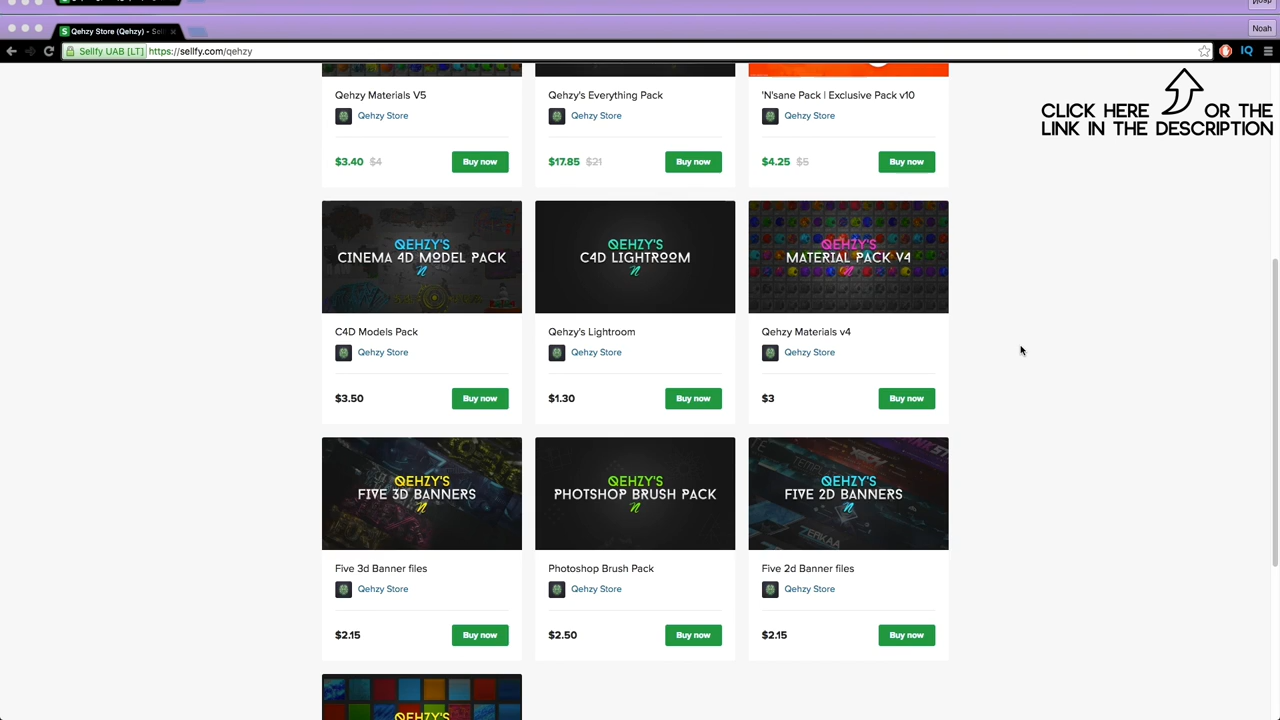 Noah
Qehzy Store (Qehzy) - Sell
Sellfy UAB [LT] https://sellfy.com/qehzy
IQ
CLICK HERE OR THE
LINK IN THE DESCRIPTION
Qehzy Materials V5
Qehzy Store
$3.40 $4 Buy now
Qehzy's Everything Pack
Qehzy Store
$17.85 $21 Buy now
'N'sane Pack | Exclusive Pack v10
Qehzy Store
$4.25 $5 Buy now
QEHZY'S
CINEMA 4D MODEL PACK
C4D Models Pack
Qehzy Store
$3.50 Buy now
QEHZY'S
C4D LIGHTROOM
Qehzy's Lightroom
Qehzy Store
$1.30 Buy now
QEHZY'S
MATERIAL PACK V4
Qehzy Materials v4
Qehzy Store
$3 Buy now
QEHZY'S
FIVE 3D BANNERS
Five 3d Banner files
Qehzy Store
$2.15 Buy now
QEHZY'S
PHOTSHOP BRUSH PACK
Photoshop Brush Pack
Qehzy Store
$2.50 Buy now
QEHZY'S
FIVE 2D BANNERS
Five 2d Banner files
Qehzy Store
$2.15 Buy now
QEHZY'S